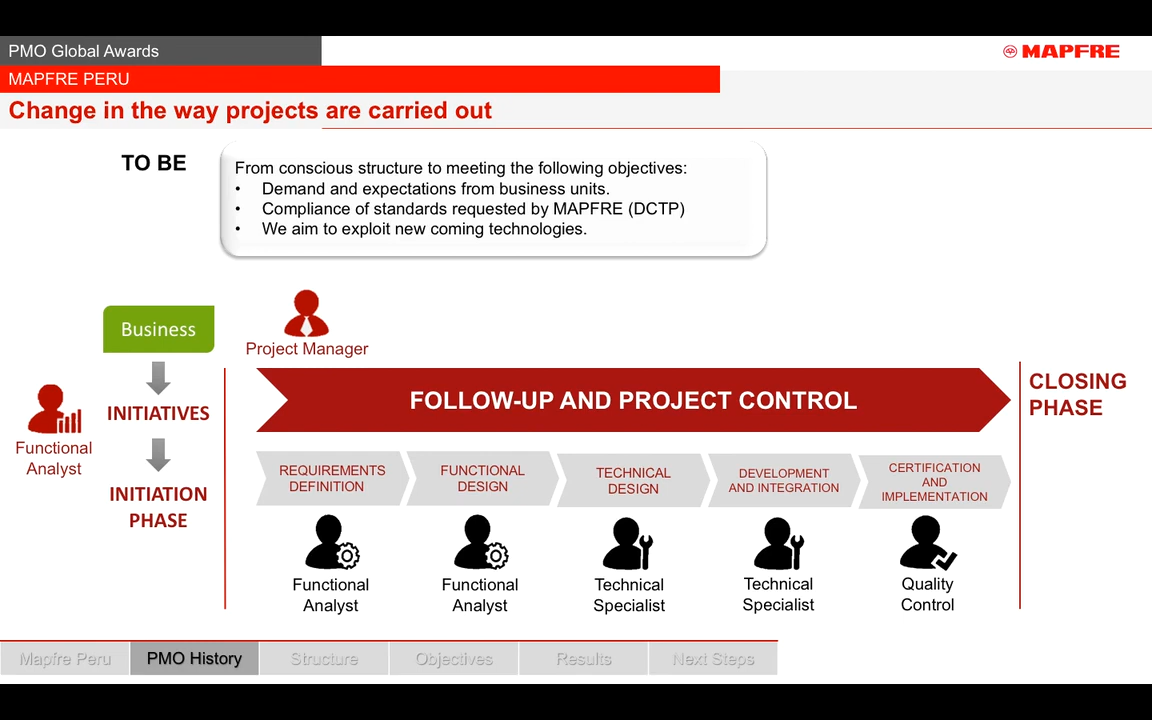 PMO Global Awards
MAPFRE
MAPFRE PERU
Change in the way projects are carried out
TO BE
From conscious structure to meeting the following objectives:
• Demand and expectations from business units.
• Compliance of standards requested by MAPFRE (DCTP)
• We aim to exploit new coming technologies.
Business
Project Manager
INITIATIVES
Functional
Analyst
INITIATION
PHASE
FOLLOW-UP AND PROJECT CONTROL
CLOSING
PHASE
REQUIREMENTS
DEFINITION
FUNCTIONAL
DESIGN
TECHNICAL
DESIGN
DEVELOPMENT
AND INTEGRATION
CERTIFICATION
AND
IMPLEMENTATION
Functional
Analyst
Functional
Analyst
Technical
Specialist
Technical
Specialist
Quality
Control
Mapfre Peru
PMO History
Structure
Objectives
Results
Next Steps